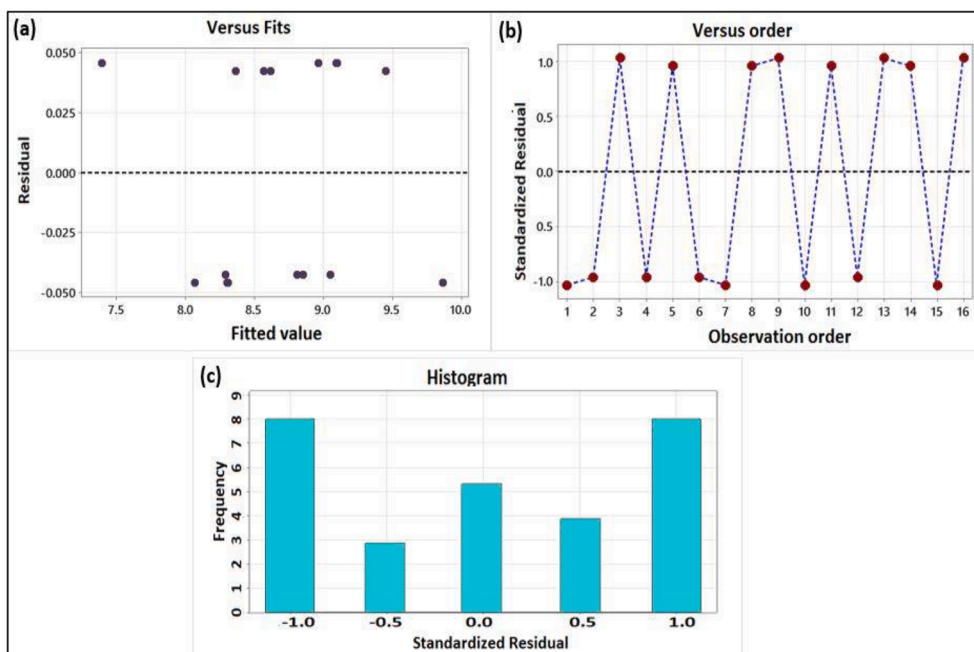 (a)
Versus Fits
Residual
0.050
0.025
0.000
-0.025
-0.050
7.5 8.0 8.5 9.0 9.5 10.0
Fitted value
(b)
Versus order
Standardized Residual
1.0
0.5
0.0
0.5
-1.0
1 2 3 4 5 6 7 8 9 10 11 12 13 14 15 16
Observation order
(c)
Histogram
Frequency
9
8
7
5
4
3
2
1
0
-1.0 -0.5 0.0 0.5 1.0
Standardized Residual